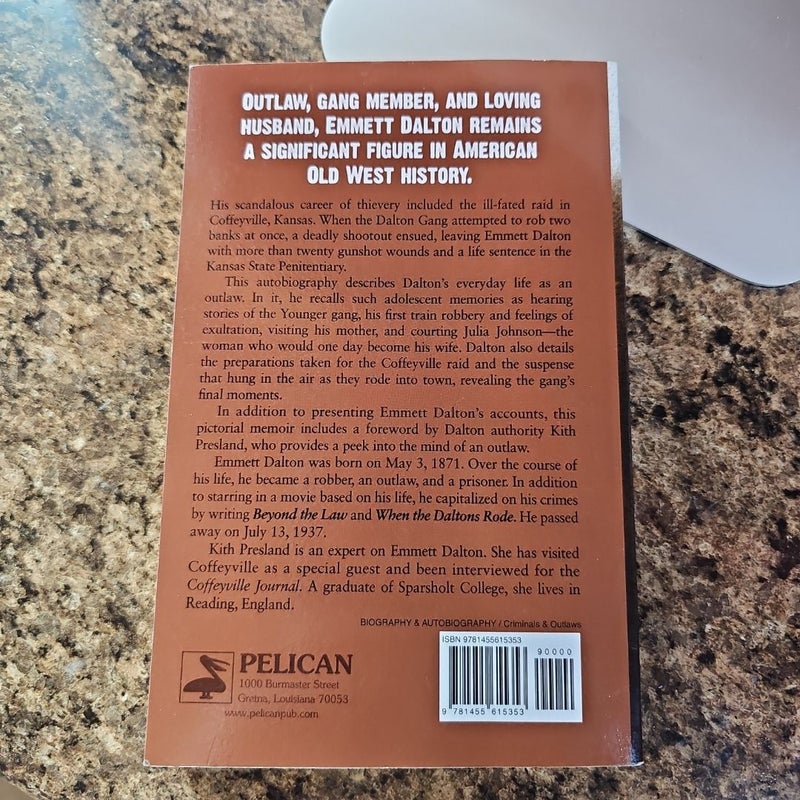 OUTLAW, GANG MEMBER, AND LOVING
HUSBAND, EMMETT DALTON REMAINS
A SIGNIFICANT FIGURE IN AMERICAN
OLD WEST HISTORY.
His scandalous career of thievery included the ill-fated raid in
Coffeyville, Kansas. When the Dalton Gang attempted to rob two
banks at once, a deadly shootout ensued, leaving Emmett Dalton
with more than twenty gunshot wounds and a life sentence in the
Kansas State Penitentiary.
This autobiography describes Dalton's everyday life as an
outlaw. In it, he recalls such adolescent memories as hearing
stories of the Younger gang, his first train robbery and feelings of
exultation, visiting his mother, and courting Julia Johnson—the
woman who would one day become his wife. Dalton also details
the preparations taken for the Coffeyville raid and the suspense
that hung in the air as they rode into town, revealing the gang's
final moments.
In addition to presenting Emmett Dalton's accounts, this
pictorial memoir includes a foreword by Dalton authority Kith
Presland, who provides a peek into the mind of an outlaw.
Emmett Dalton was born on May 3, 1871. Over the course of
his life, he became a robber, an outlaw, and a prisoner. In addition
to starring in a movie based on his life, he capitalized on his crimes
by writing Beyond the Law and When the Daltons Rode. He passed
away on July 13, 1937.
Kith Presland is an expert on Emmett Dalton. She has visited
Coffeyville as a special guest and been interviewed for the
Coffeyville Journal. A graduate of Sparsholt College, she lives in
Reading, England.
BIOGRAPHY & AUTOBIOGRAPHY / Criminals & Outlaws
PELICAN
1000 Burmaster Street
Gretna, Louisiana 70053
www.pelicanpub.com
ISBN 9781455615353
90000
9 781455 615353